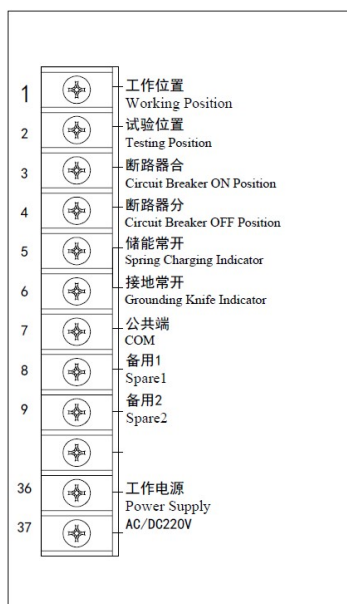 1
工作位置
Working Position
2
试验位置
Testing Position
3
断路器合
Circuit Breaker ON Position
4
断路器分
Circuit Breaker OFF Position
5
储能常开
Spring Charging Indicator
6
接地常开
Grounding Knife Indicator
7
公共端
COM
8
备用1
Spare1
9
备用2
Spare2
36
工作电源
Power Supply
37
AC/DC220V